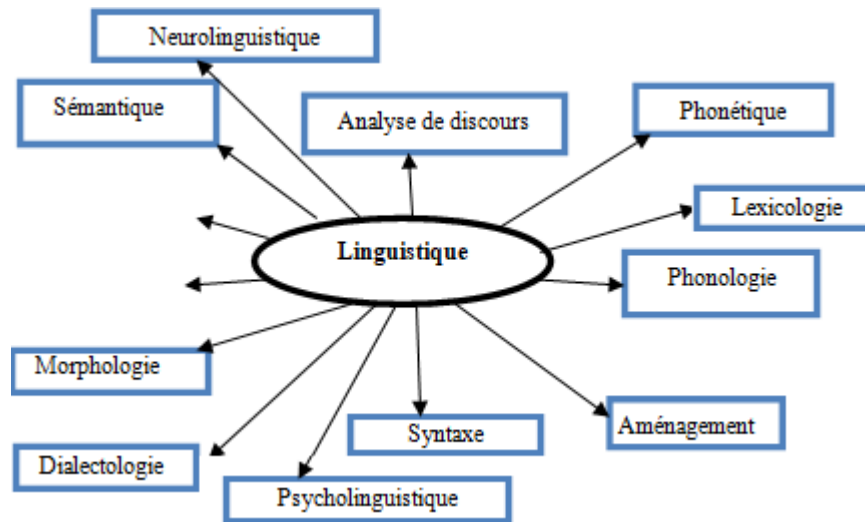 Neurolinguistique
Sémantique
Analyse de discours
Phonétique
Lexicologie
Linguistique
Phonologie
Morphologie
Aménagement
Syntaxe
Dialectologie
Psycholinguistique